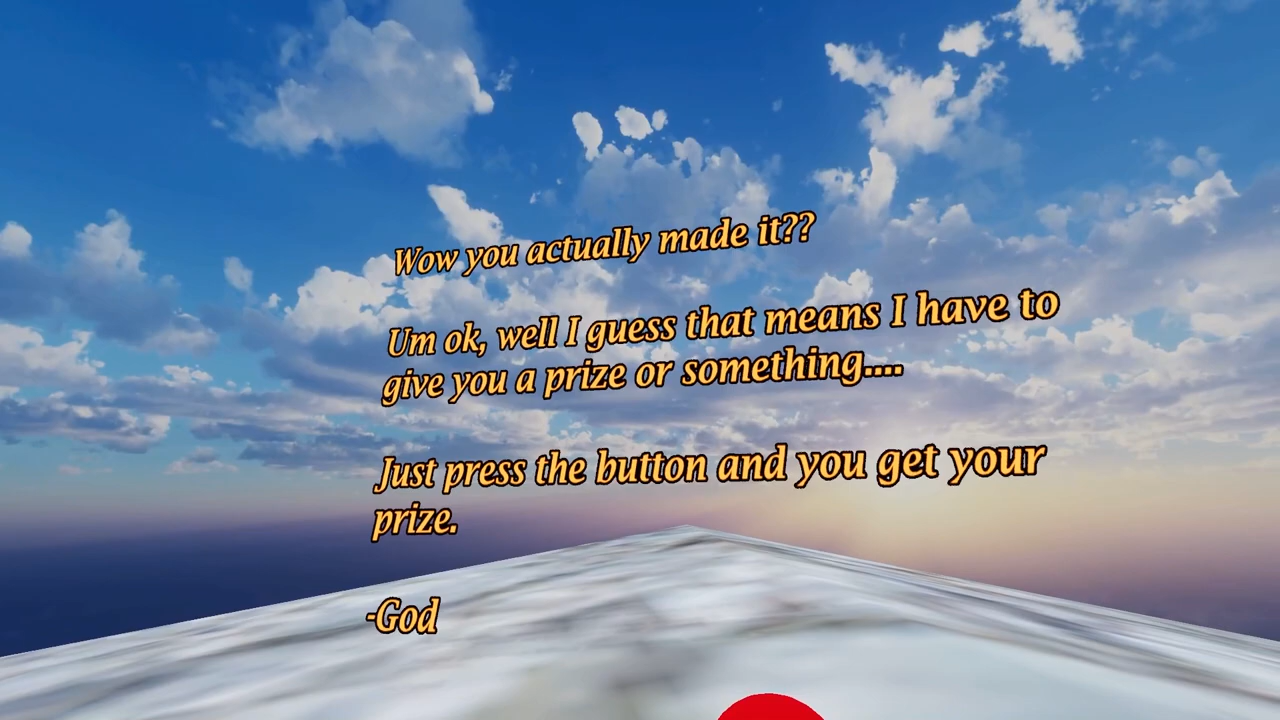 Wow you actually made it??
Um ok, well I guess that means I have to
give you a prize or something....
Just press the button and you get your
prize.
-God